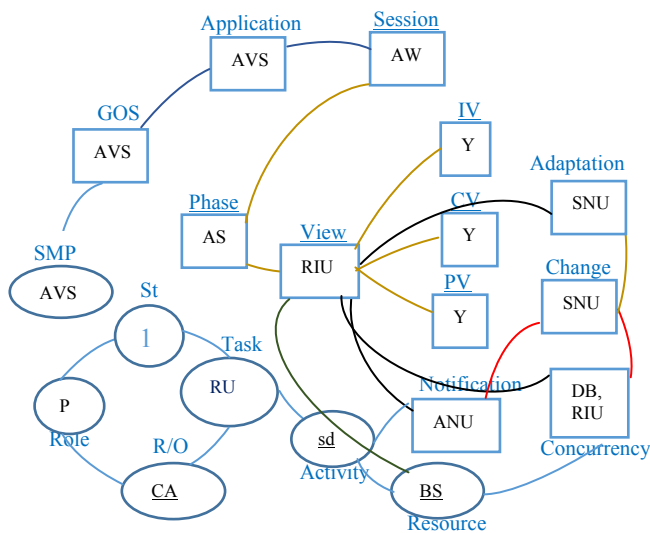 Application
AVS
Session
AW
GOS
AVS
IV
Y
Adaptation
SNU
Phase
AS
CV
Y
View
RIU
SMP
AVS
Change
SNU
PV
Y
St
1
Task
RU
Notification
ANU
DB,
RIU
Concurrency
P
Role
R/O
CA
sd
Activity
BS
Resource